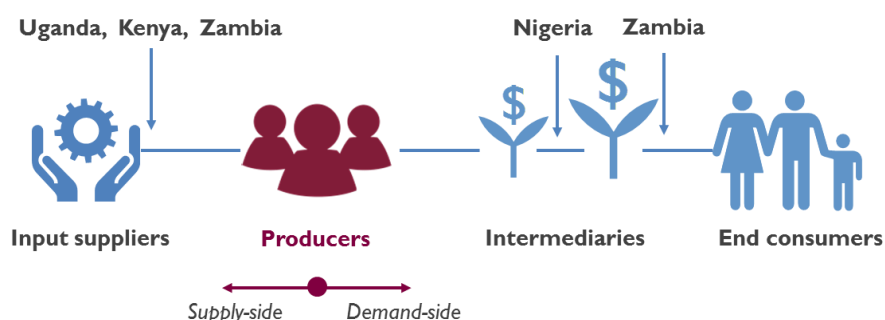 Uganda, Kenya, Zambia
Nigeria
Zambia
$
$
Input suppliers
Producers
Intermediaries
End consumers
Supply-side
Demand-side